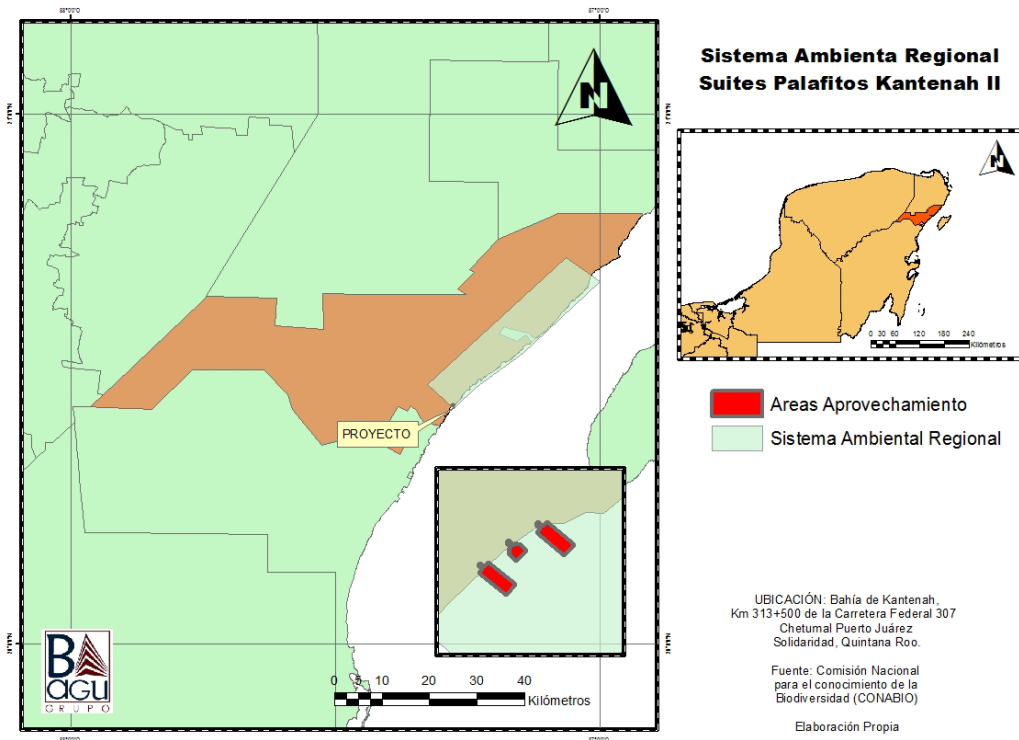 Sistema Ambienta Regional
Suites Palafitos Kantenah II
N
N
0 30 60 120 180 240
Kilómetros
Areas Aprovechamiento
Sistema Ambiental Regional
PROYECTO
UBICACIÓN: Bahía de Kantenah,
Km 313+500 de la Carretera Federal 307
Chetumal Puerto Juárez
Solidaridad, Quintana Roo.
Fuente: Comisión Nacional
para el conocimiento de la
Biodiversidad (CONABIO)
Elaboración Propia
BAGU
GRUPO
0 5 10 20 30 40
Kilómetros